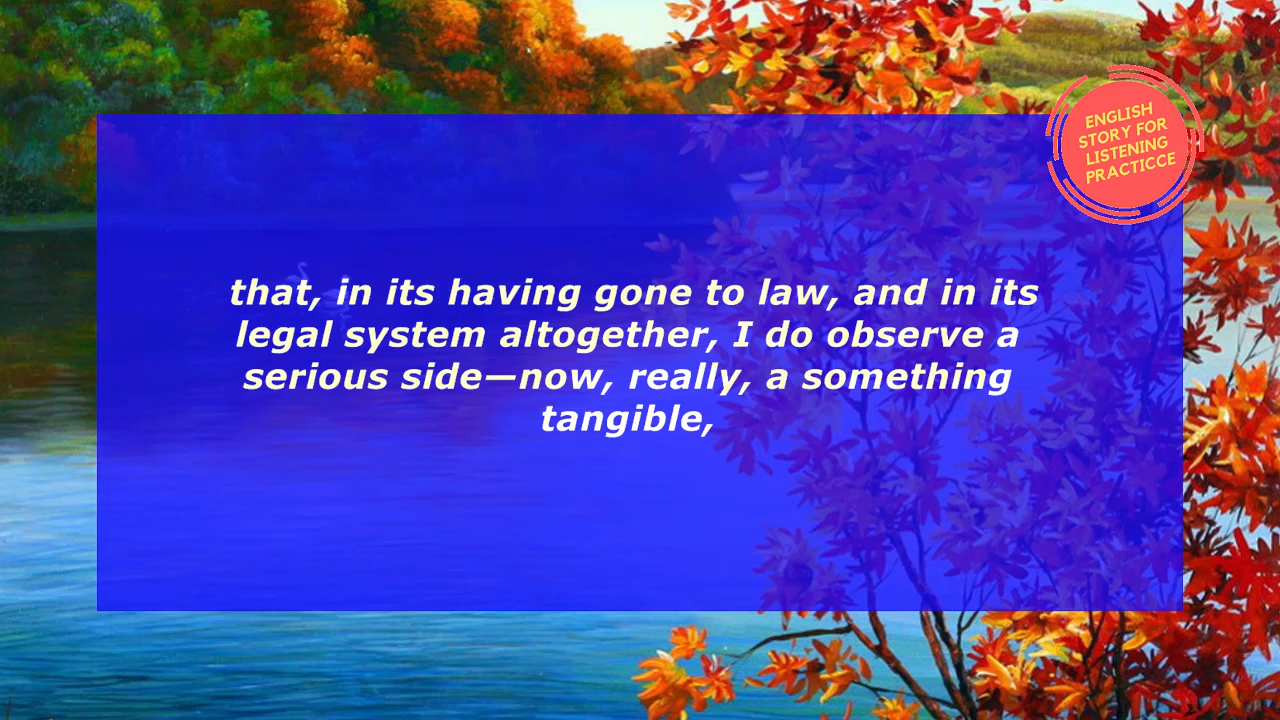 ENGLISH
STORY FOR
LISTENING
PRACTICCE
that, in its having gone to law, and in its
legal system altogether, I do observe a
serious side—now, really, a something
tangible,